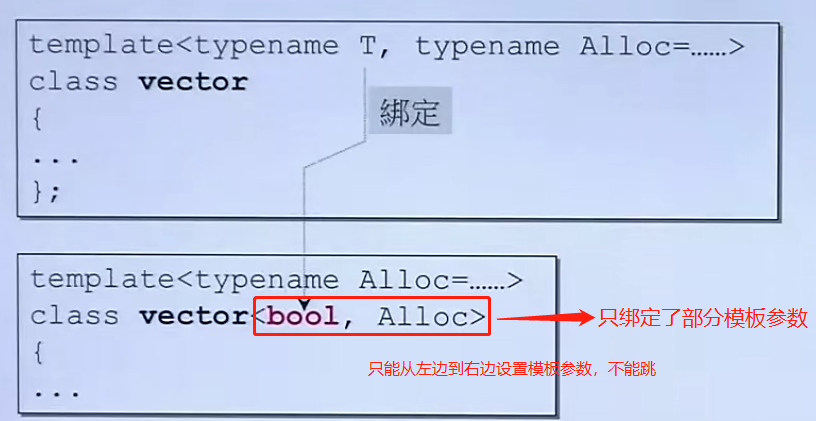 template<typename T, typename Alloc=……>
class vector
綁定
{
...
};
template<typename Alloc=……>
class vector<bool, Alloc>
只绑定了部分模板参数
{
只能从左边到右边设置模板参数，不能跳
...